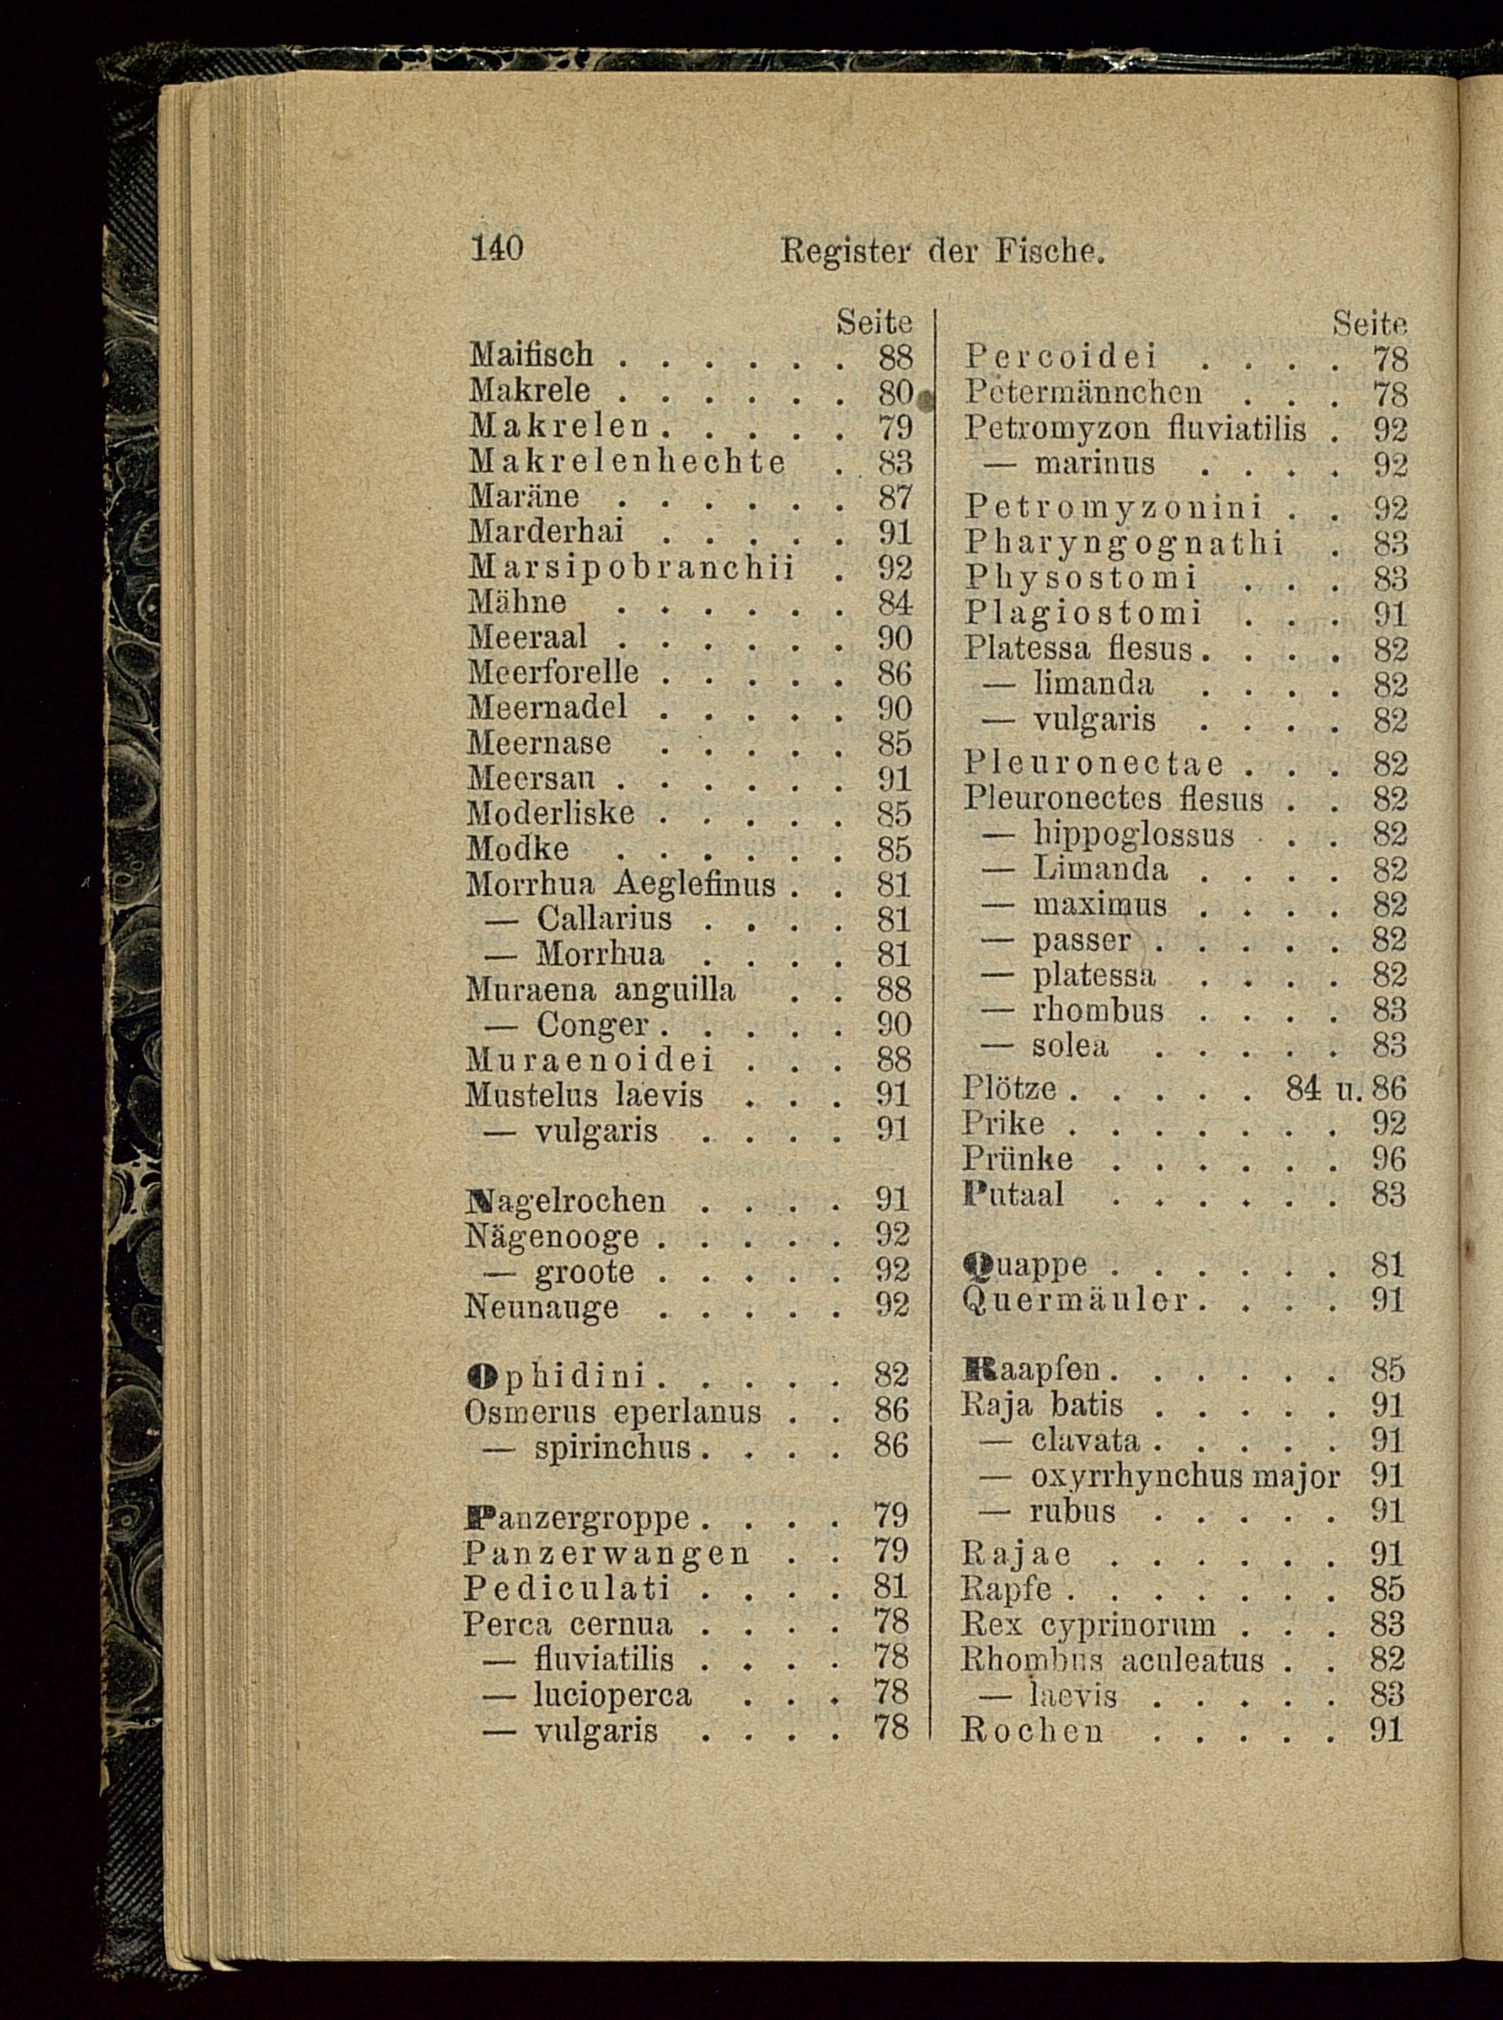 140 Register der Fische.
Seite
Maifisch . . . . . . 88
Makrele . . . . . . 80
Makrelen . . . . . 79
Makrelenhechte . 83
Maräne . . . . . . 87
Marderhai . . . . . 91
Marsipobranchii . 92
Mähne . . . . . . 84
Meeraal . . . . . . 90
Meerforelle . . . . . 86
Meernadel . . . . . 90
Meernase . . . . . 85
Meersau . . . . . . 91
Moderliske . . . . . 85
Modke . . . . . . 85
Morrhua Aeglefinus . . 81
— Callarius . . . . 81
— Morrhua . . . . 81
Muraena anguilla . . 88
— Conger . . . . . 90
Muraenoidei . . . 88
Mustelus laevis . . . 91
— vulgaris . . . . 91
Nagelrochen . . . . 91
Nägenooge . . . . . 92
— groote . . . . . 92
Neunauge . . . . . 92
Ophidini . . . . . 82
Osmerus eperlanus . . 86
— spirinchus . . . . 86
Panzergroppe . . . . 79
Panzerwangen . . 79
Pediculati . . . . 81
Perca cernua . . . . 78
— fluviatilis . . . . 78
— lucioperca . . . 78
— vulgaris . . . . 78
Seite
Percoidei . . . . 78
Petermännchen . . . 78
Petromyzon fluviatilis . 92
— marinus . . . . 92
Petromyzonini . . 92
Pharyngognathi . 83
Physostomi . . . 83
Plagiostomi . . . 91
Platessa flesus . . . . 82
— limanda . . . . 82
— vulgaris . . . . 82
Pleuronectae . . . 82
Pleuronectes flesus . . 82
— hippoglossus . . 82
— Limanda . . . . 82
— maximus . . . . 82
— passer . . . . . 82
— platessa . . . . 82
— rhombus . . . . 83
— solea . . . . . 83
Plötze . . . . . 84 u. 86
Prike . . . . . . . 92
Prünke . . . . . . 96
Putaal . . . . . . 83
Quappe . . . . . . 81
Quermäuler . . . . 91
Raapfen . . . . . . 85
Raja batis . . . . . 91
— clavata . . . . . 91
— oxyrrhynchus major 91
— rubus . . . . . 91
Rajae . . . . . . 91
Rapfe . . . . . . . 85
Rex cyprinorum . . . 83
Rhombus aculeatus . . 82
— laevis . . . . . 83
Rochen . . . . . 91